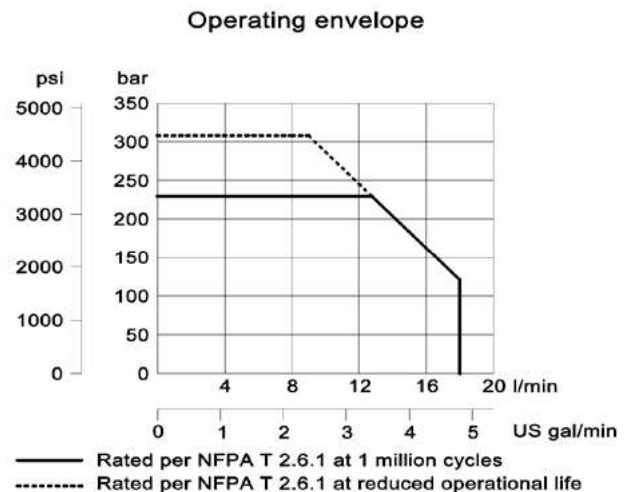 Operating envelope
psi bar
5000 350
4000 300
3000 250
2000 200
1000 150
0 100
50
0
4 8 12 16 20 l/min
0 1 2 3 4 5 US gal/min
Rated per NFPA T 2.6.1 at 1 million cycles
Rated per NFPA T 2.6.1 at reduced operational life